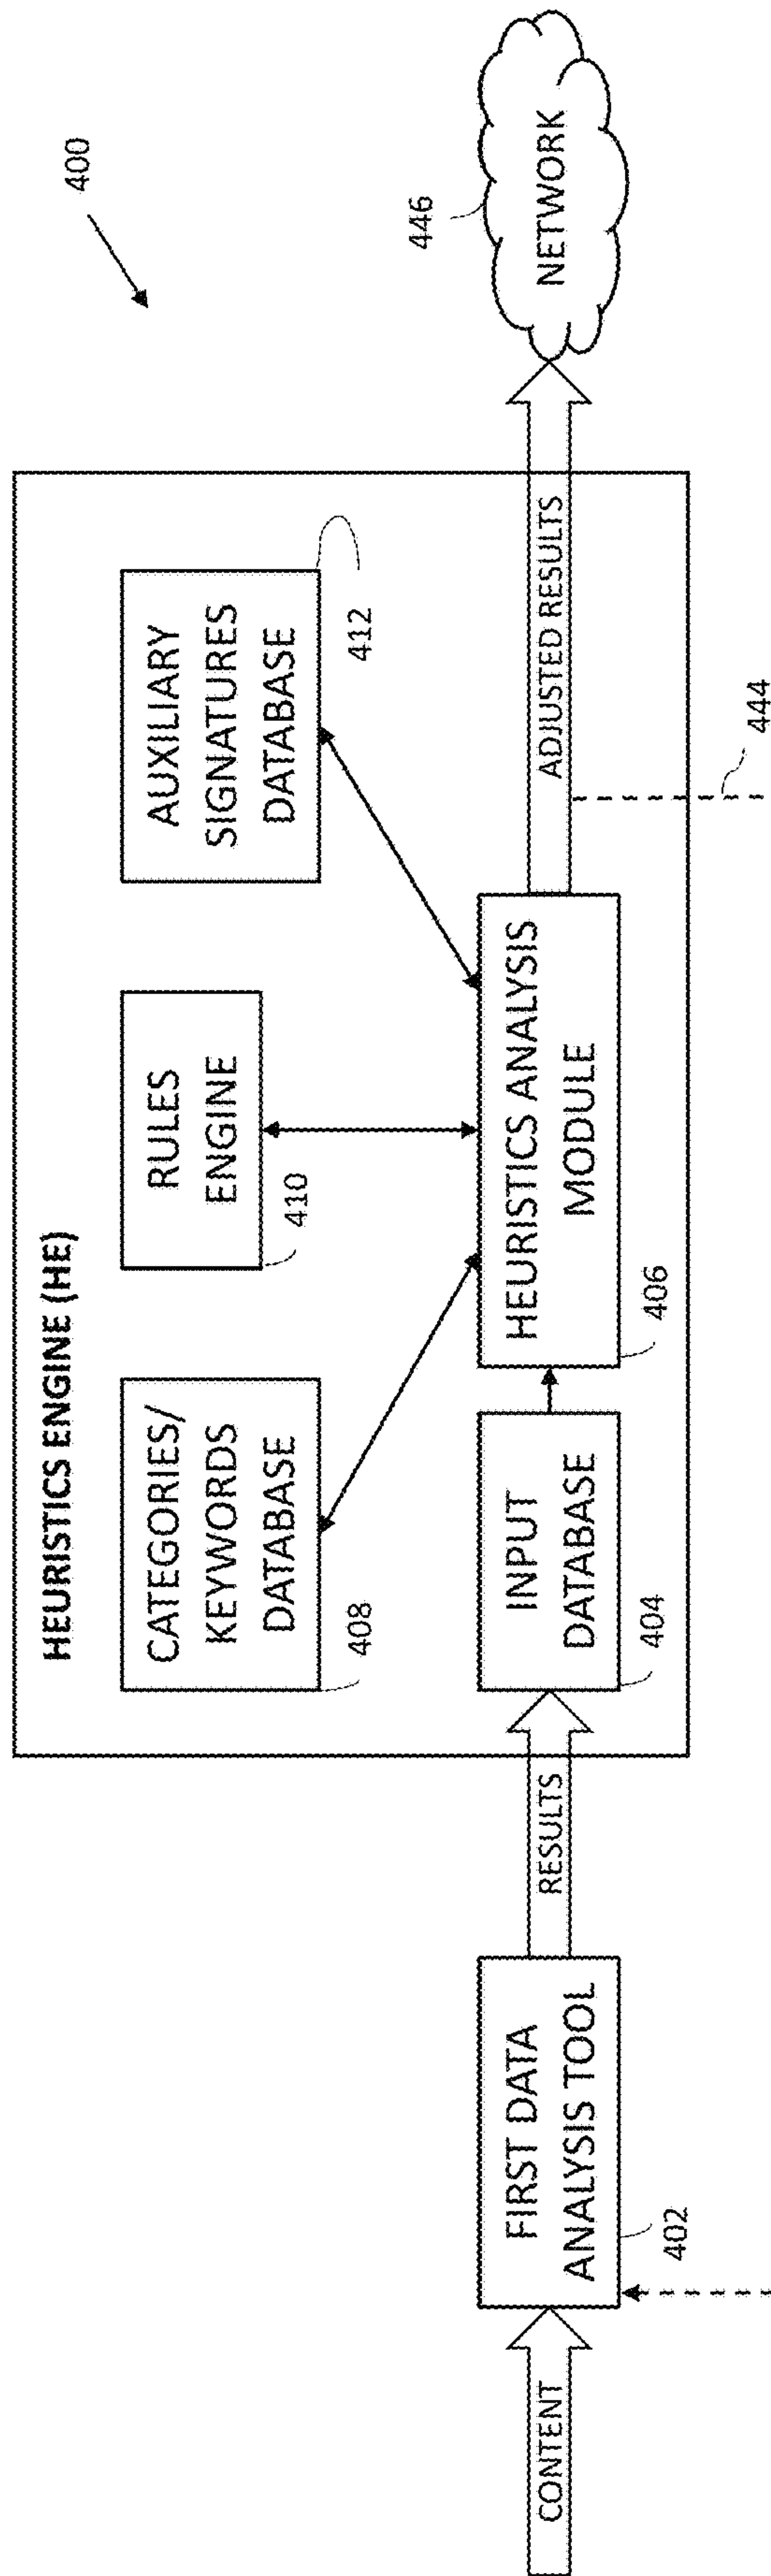 400
HEURISTICS ENGINE (HE)
CATEGORIES/
KEYWORDS
DATABASE
408
RULES
ENGINE
410
AUXILIARY
SIGNATURES
DATABASE
412
CONTENT
FIRST DATA
ANALYSIS TOOL
402
RESULTS
INPUT
DATABASE
404
HEURISTICS ANALYSIS
MODULE
406
ADJUSTED RESULTS
444
446
NETWORK